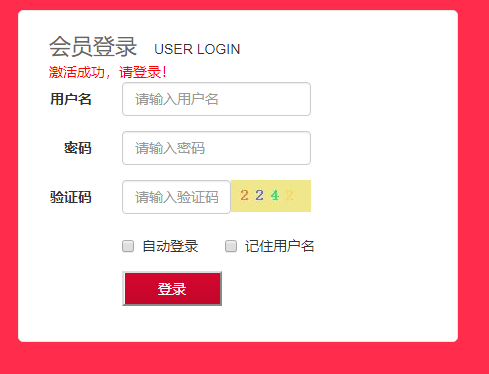 会员登录 USER LOGIN
激活成功，请登录！
用户名 请输入用户名
密码 请输入密码
验证码 请输入验证码 2 2 4 2
自动登录 记住用户名
登录